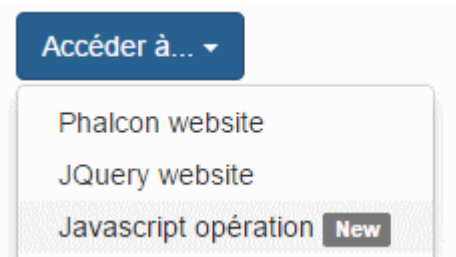 Accéder à...
Phalcon website
JQuery website
Javascript opération New